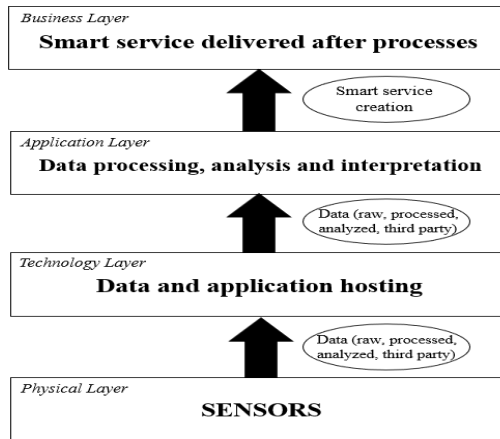 Business Layer
Smart service delivered after processes
Smart service
creation
Application Layer
Data processing, analysis and interpretation
Data (raw, processed,
analyzed, third party)
Technology Layer
Data and application hosting
Data (raw, processed,
analyzed, third party)
Physical Layer
SENSORS